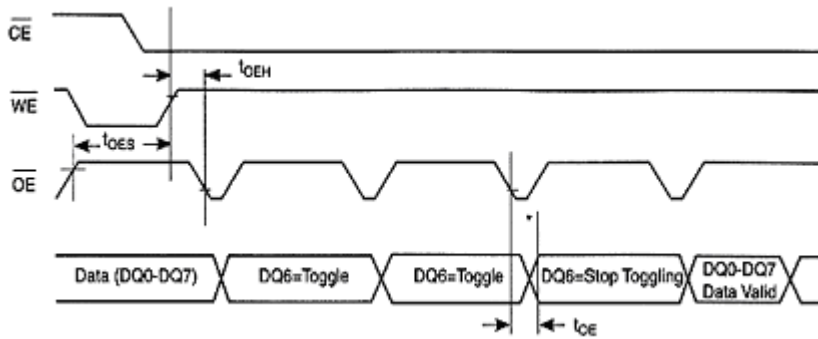 CE
tOEH
WE
tOES
OE
Data (DQ0-DQ7)
DQ6=Toggle
DQ6=Toggle
DQ6=Stop Toggling
DQ0-DQ7
Data Valid
tOE